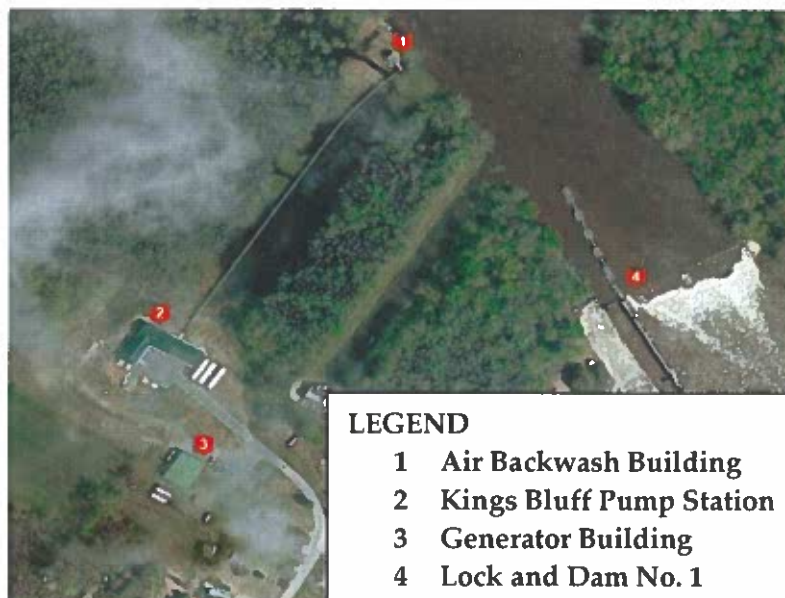 1
4
2
3
LEGEND
1 Air Backwash Building
2 Kings Bluff Pump Station
3 Generator Building
4 Lock and Dam No. 1